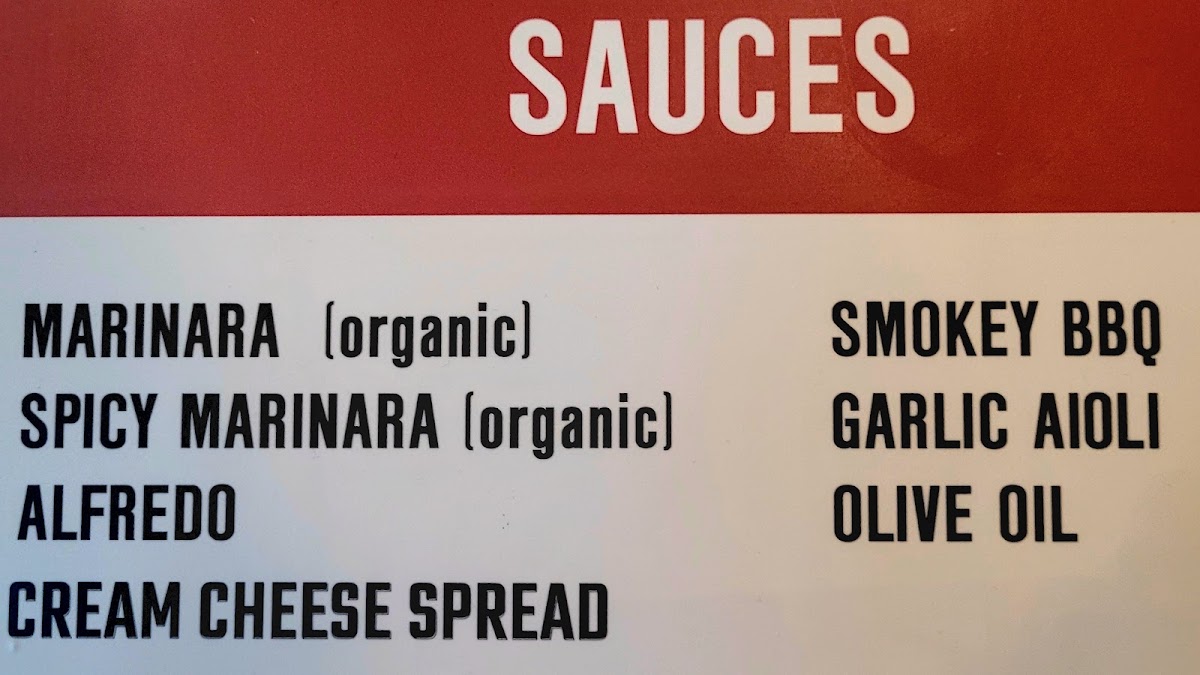 SAUCES
MARINARA (organic)
SPICY MARINARA (organic)
ALFREDO
CREAM CHEESE SPREAD
SMOKEY BBQ
GARLIC AIOLI
OLIVE OIL